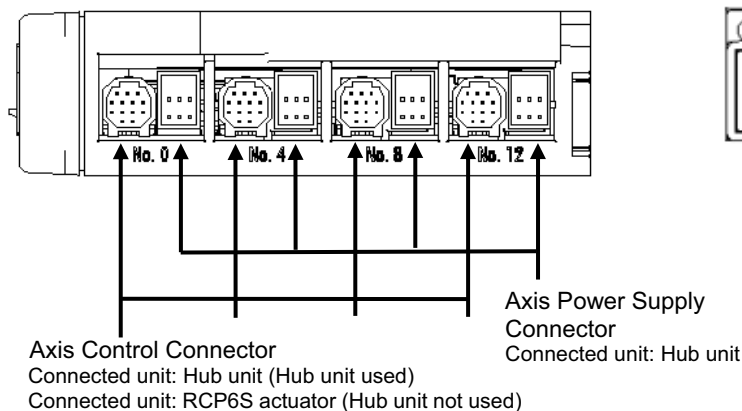 No. 0 No. 4 No. 8 No. 12
Axis Power Supply
Connector
Connected unit: Hub unit
Axis Control Connector
Connected unit: Hub unit (Hub unit used)
Connected unit: RCP6S actuator (Hub unit not used)